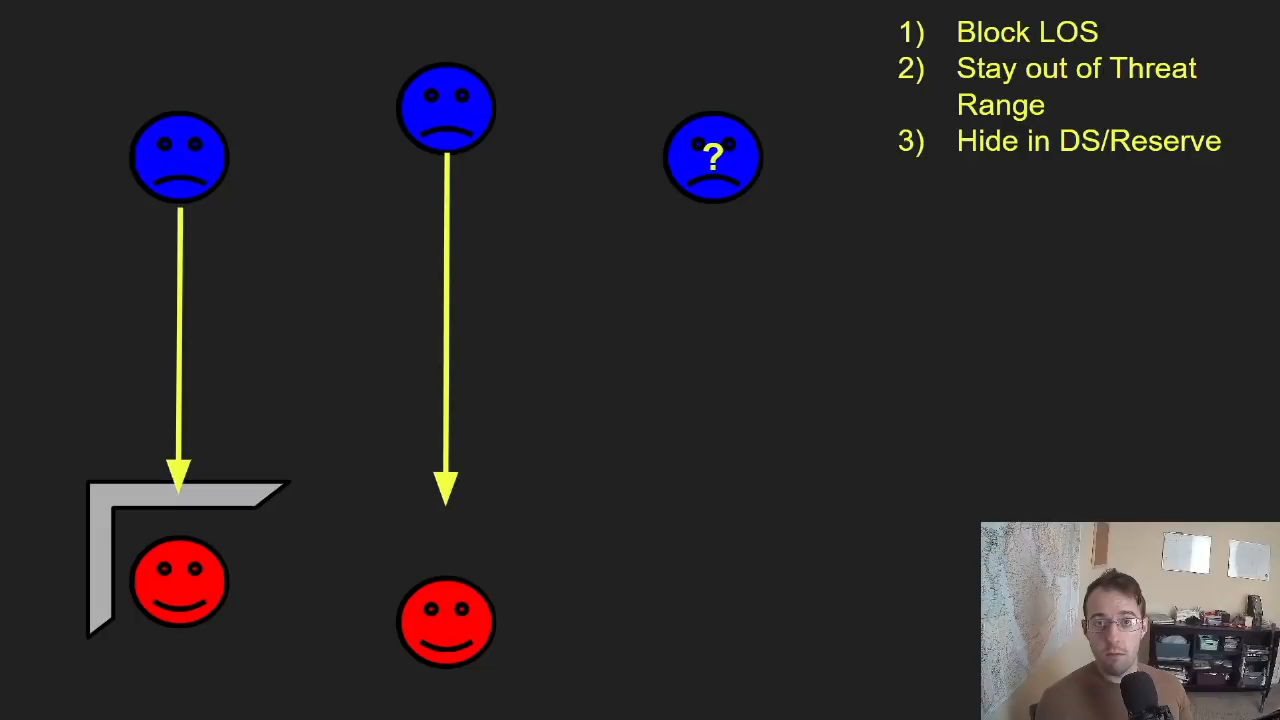 1) Block LOS
2) Stay out of Threat
Range
3) Hide in DS/Reserve
?